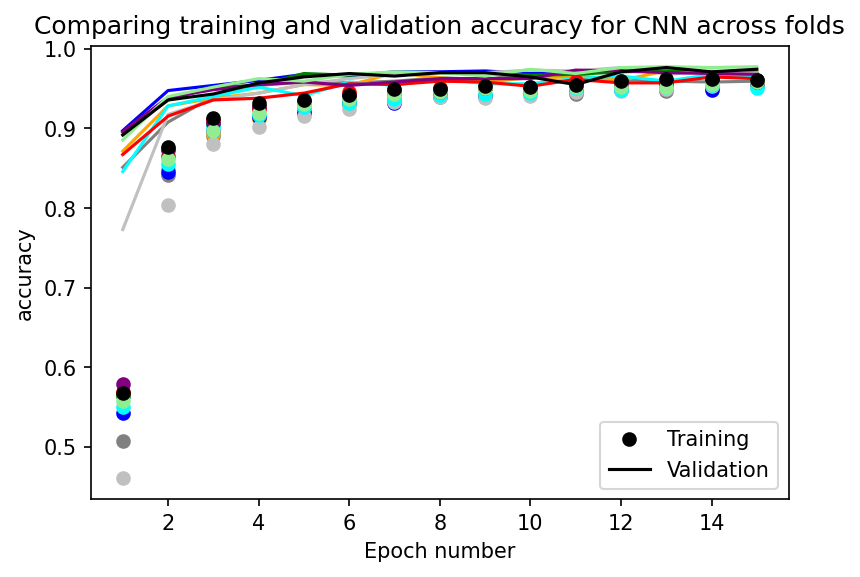 Comparing training and validation accuracy for CNN across folds
1.0
0.9
0.8
0.7
0.6
0.5
accuracy
Training
Validation
2 4 6 8 10 12 14
Epoch number